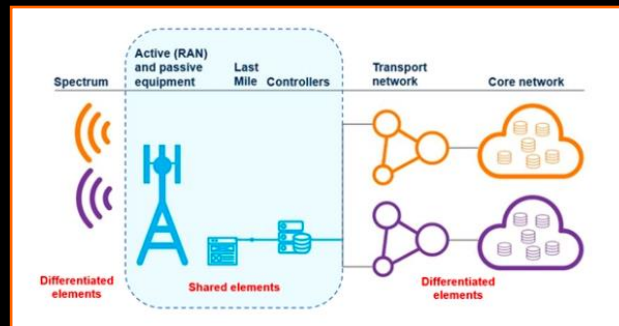 Spectrum
Active (RAN)
and passive
equipment
Last
Mile
Controllers
Transport
network
Core network
Differentiated
elements
Shared elements
Differentiated
elements